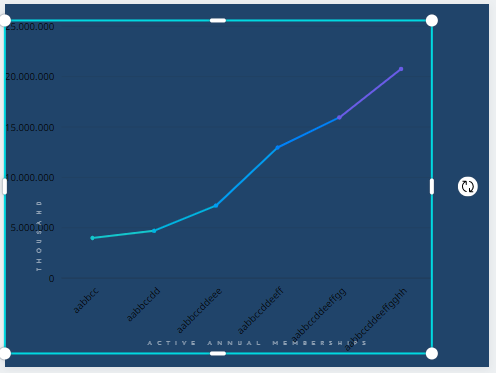 25.000.000
20.000.000
15.000.000
10.000.000
5.000.000
0
THOUSAND
aabbcc
aabbccdd
aabbccddeee
aabbccddeeff
aabbccddeeffgg
aabbccddeeffgghh
ACTIVE ANNUAL MEMBERSHIPS